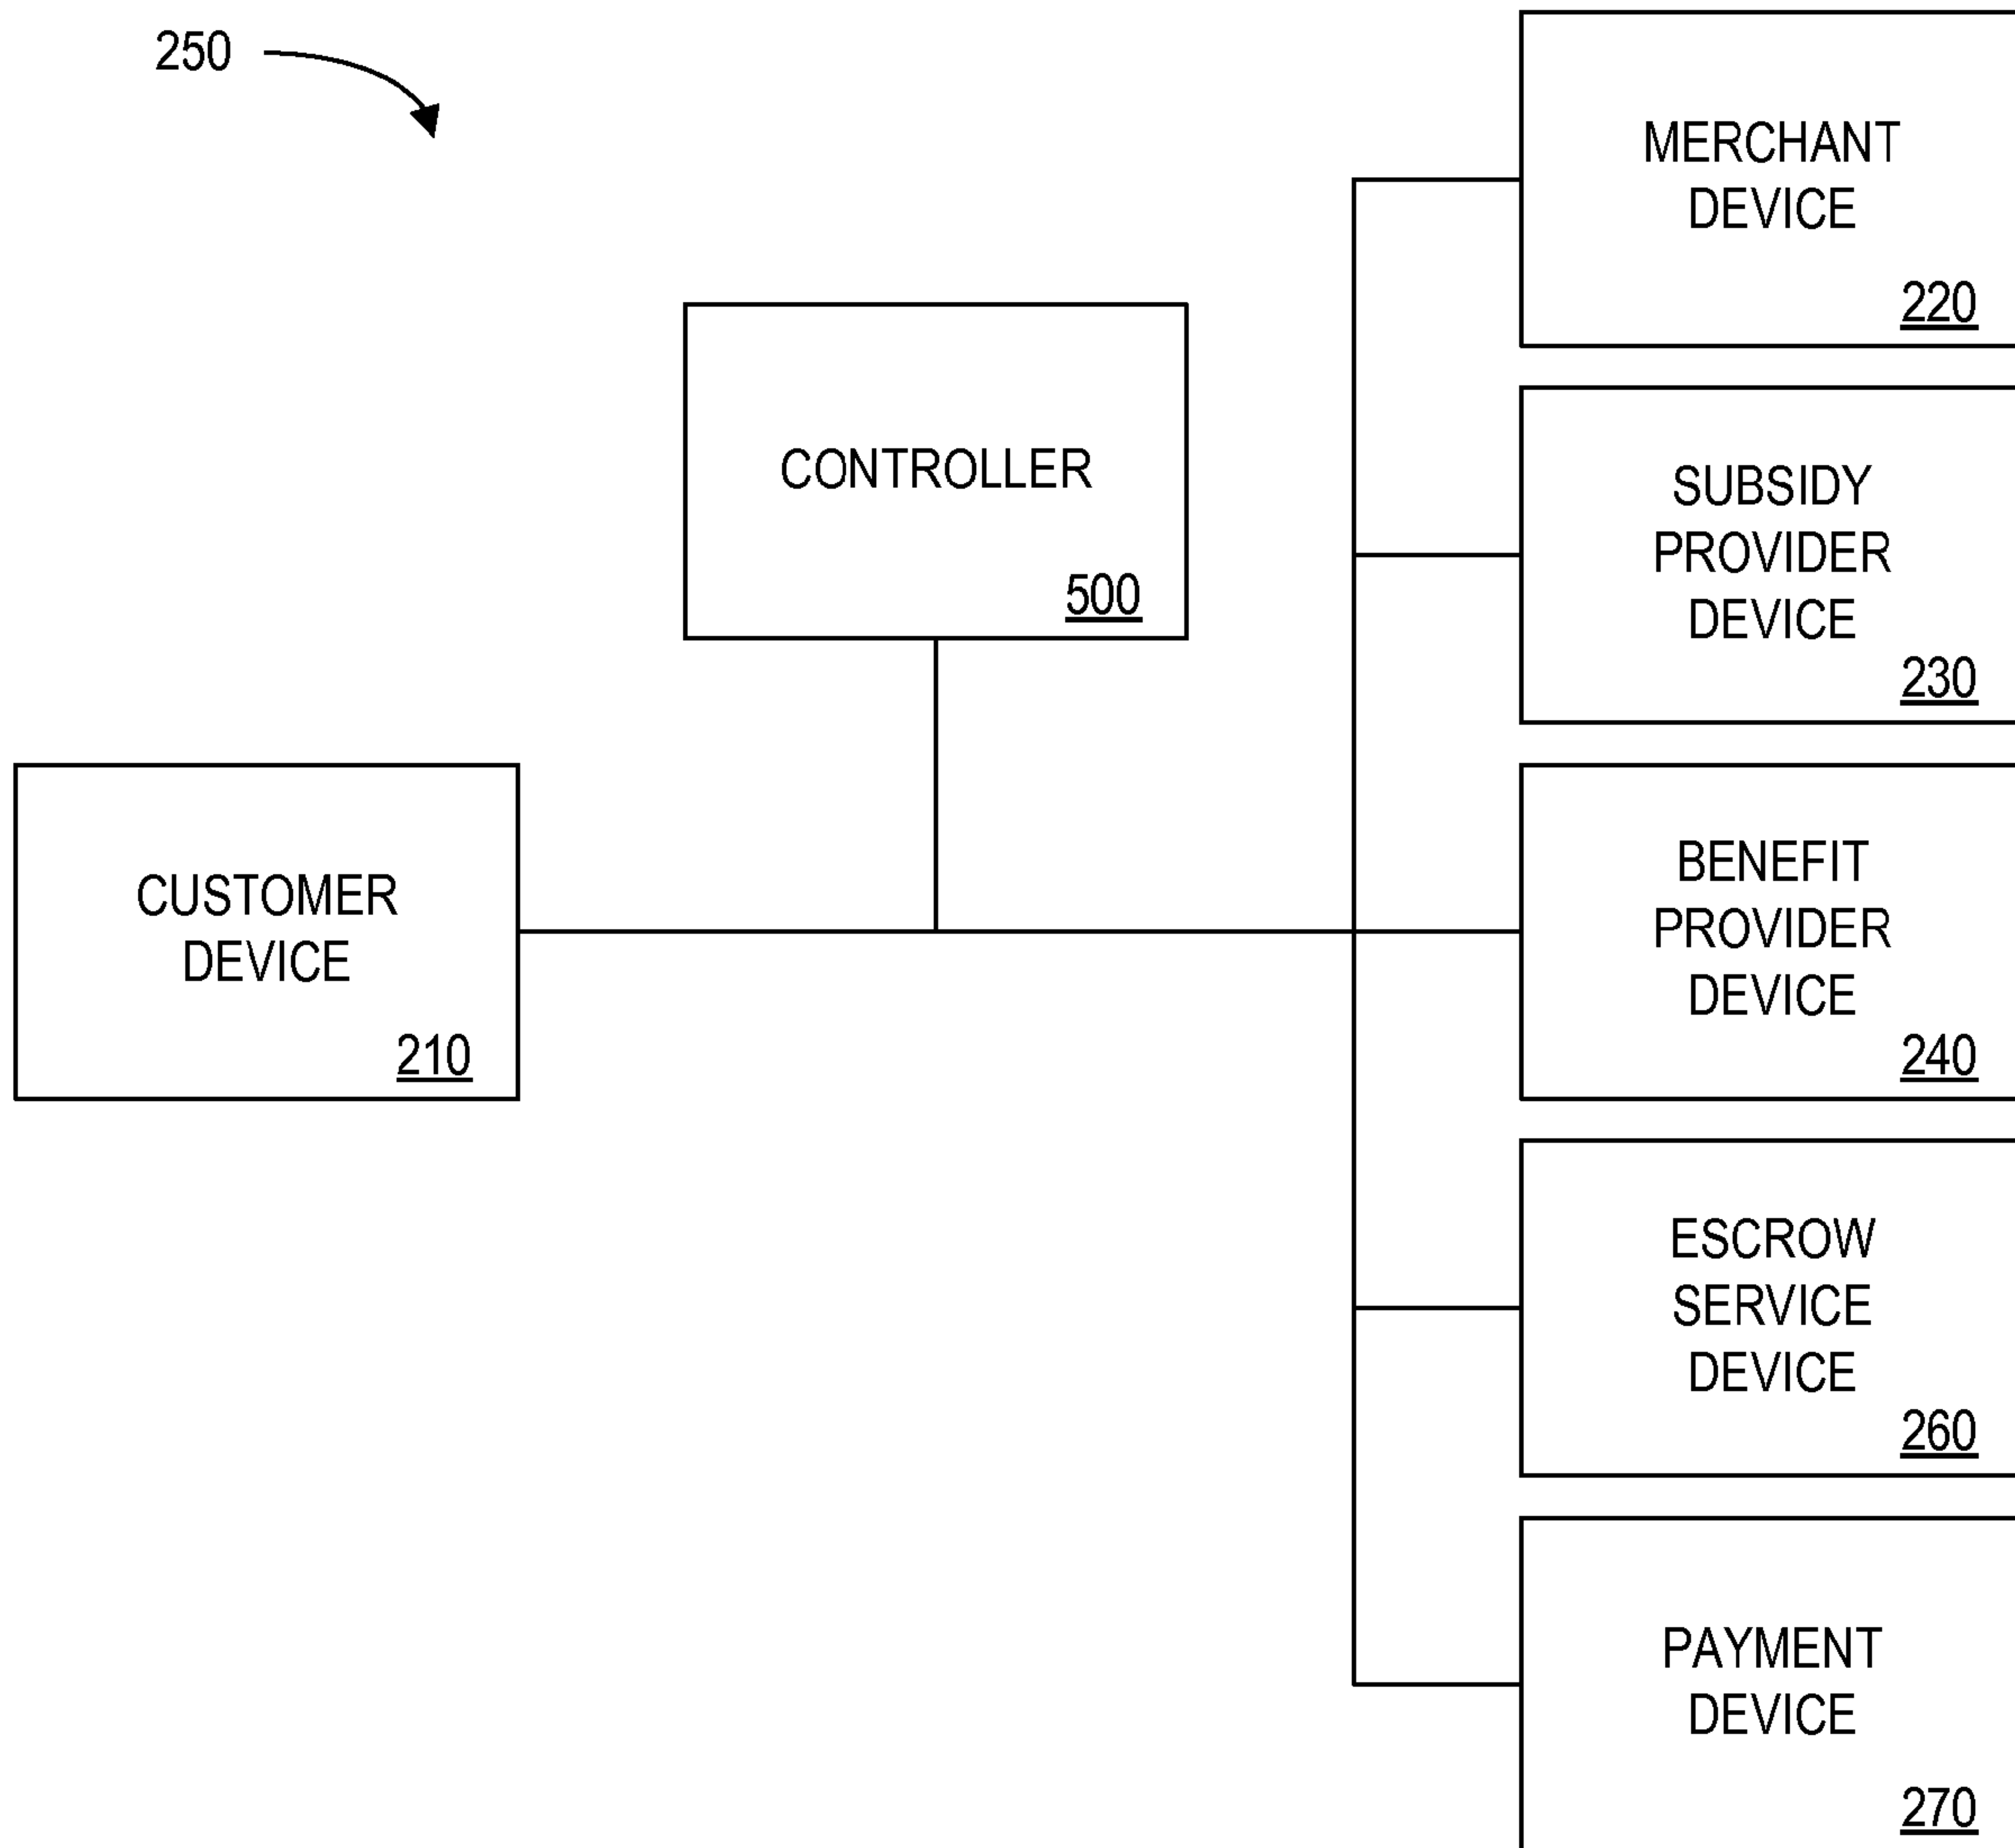 250
MERCHANT
DEVICE
220
CONTROLLER
500
SUBSIDY
PROVIDER
DEVICE
230
CUSTOMER
DEVICE
210
BENEFIT
PROVIDER
DEVICE
240
ESCROW
SERVICE
DEVICE
260
PAYMENT
DEVICE
270